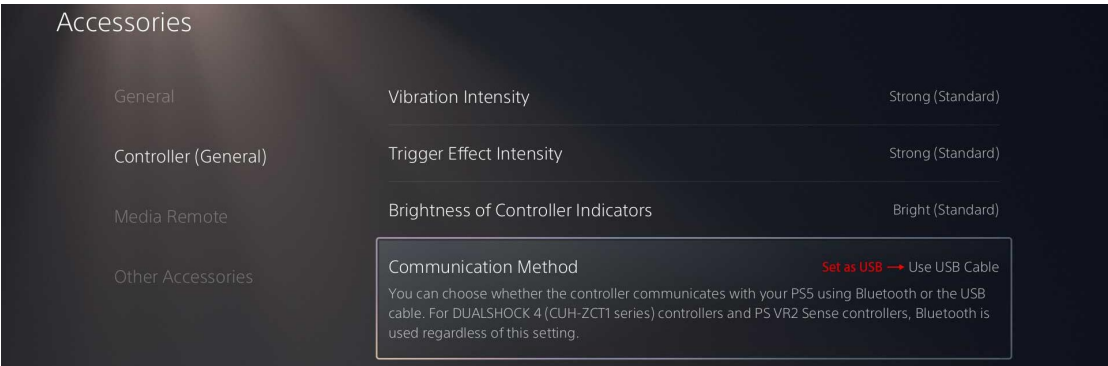 Accessories
General
Controller (General)
Media Remote
Other Accessories
Vibration Intensity Strong (Standard)
Trigger Effect Intensity Strong (Standard)
Brightness of Controller Indicators Bright (Standard)
Communication Method Set as USB → Use USB Cable
You can choose whether the controller communicates with your PS5 using Bluetooth or the USB
cable. For DUALSHOCK 4 (CUH-ZCT1 series) controllers and PS VR2 Sense controllers, Bluetooth is
used regardless of this setting.